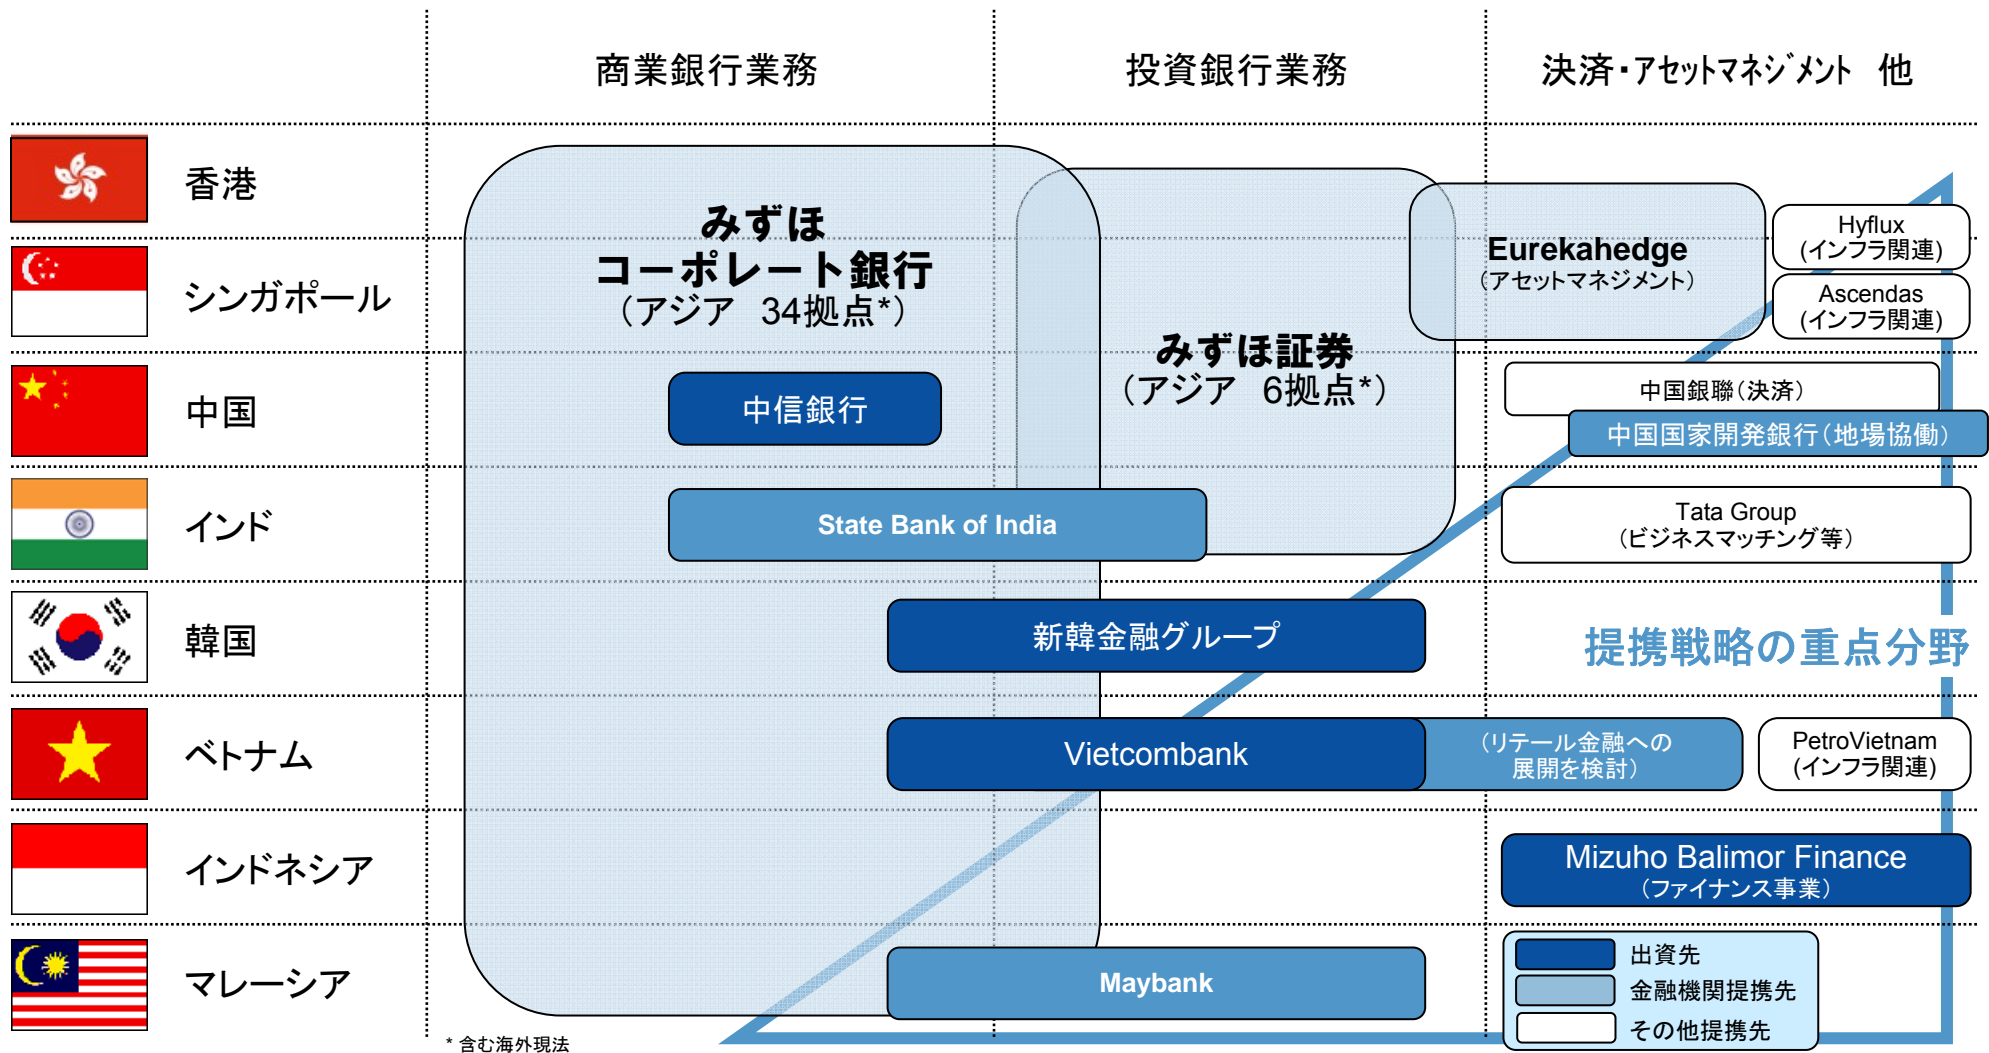 商業銀行業務
投資銀行業務
決済・アセットマネジメント 他
香港
シンガポール
中国
インド
韓国
ベトナム
インドネシア
マレーシア
みずほ
コーポレート銀行
（アジア 34拠点*）
みずほ証券
（アジア 6拠点*）
Eurekahedge
（アセットマネジメント）
Hyflux
(インフラ関連)
Ascendas
(インフラ関連)
中信銀行
中国銀聯（決済）
中国国家開発銀行（地場協働）
State Bank of India
Tata Group
（ビジネスマッチング等）
新韓金融グループ
提携戦略の重点分野
Vietcombank
（リテール金融への
展開を検討）
PetroVietnam
(インフラ関連)
Mizuho Balimor Finance
（ファイナンス事業）
Maybank
出資先
金融機関提携先
その他提携先
* 含む海外現法